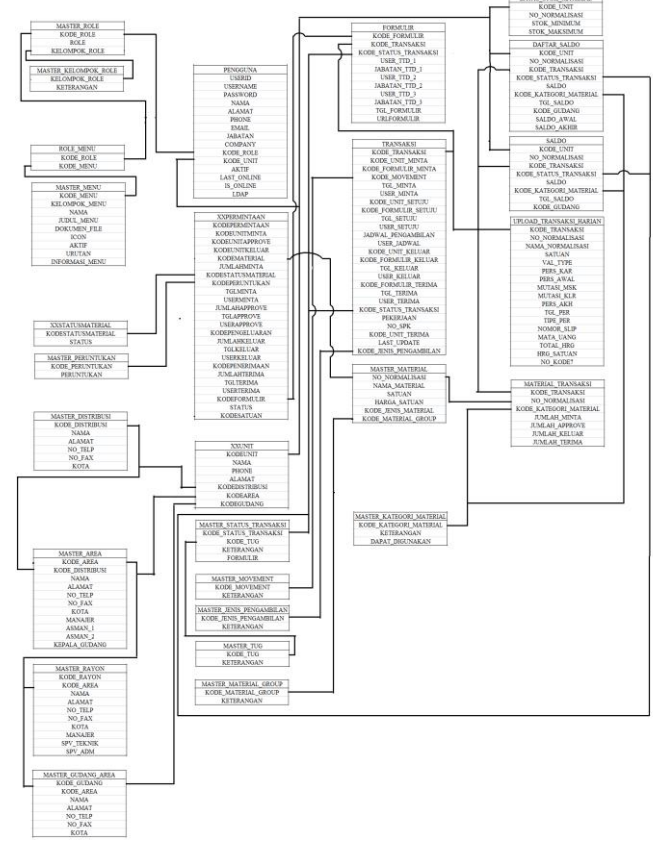 MASTER_ROLE
KODE_ROLE
ROLE
KELOMPOK_ROLE
MASTER_KELOMPOK_ROLE
KELOMPOK_ROLE
KETERANGAN
ROLE_MENU
KODE_ROLE
KODE_MENU
MASTER_MENU
KODE_MENU
KELOMPOK_MENU
NAMA
JUDUL_MENU
DOKUMEN_FILE
ICON
AKTIF
URUTAN
INFORMASI_MENU
XXSTATUSMATERIAL
KODESTATUSMATERIAL
STATUS
MASTER_PERUNTUKAN
KODE_PERUNTUKAN
PERUNTUKAN
MASTER_DISTRIBUSI
KODE_DISTRIBUSI
NAMA
ALAMAT
NO_TELP
NO_FAX
KOTA
MASTER_AREA
KODE_AREA
KODE_DISTRIBUSI
NAMA
ALAMAT
NO_TELP
NO_FAX
KOTA
MANAJER
ASMAN_1
ASMAN_2
KEPALA_GUDANG
MASTER_RAYON
KODE_RAYON
KODE_AREA
NAMA
ALAMAT
NO_TELP
NO_FAX
KOTA
MANAJER
SPV_TEKNIK
SPV_ADM
MASTER_GUDANG_AREA
KODE_GUDANG
KODE_AREA
NAMA
ALAMAT
NO_TELP
NO_FAX
KOTA
PENGGUNA
USERID
USERNAME
PASSWORD
NAMA
ALAMAT
PHONE
EMAIL
JABATAN
COMPANY
KODE_ROLE
KODE_UNIT
AKTIF
LAST_ONLINE
IS_ONLINE
LDAP
XXPERMINTAAN
KODEPERMINTAAN
KODEUNITMINTA
KODEUNITAPPROVE
KODEUNITKELUAR
KODEMATERIAL
JUMLAHMINTA
KODESTATUSMATERIAL
KODEPERUNTUKAN
TGLMINTA
USERMINTA
JUMLAHAPPROVE
TGLAPPROVE
USERAPPROVE
KODEPENGELUARAN
JUMLAHKELUAR
TGLKELUAR
USERKELUAR
KODEPENERIMAAN
JUMLAHTERIMA
TGLTERIMA
USERTERIMA
KODEFORMULIR
STATUS
KODESATUAN
XXUNIT
KODEUNIT
NAMA
PHONE
ALAMAT
KODEDISTRIBUSI
KODEAREA
KODEGUDANG
MASTER_STATUS_TRANSAKSI
KODE_STATUS_TRANSAKSI
KODE_TUG
KETERANGAN
FORMULIR
MASTER_MOVEMENT
KODE_MOVEMENT
KETERANGAN
MASTER_JENIS_PENGAMBILAN
KODE_JENIS_PENGAMBILAN
KETERANGAN
MASTER_TUG
KODE_TUG
KETERANGAN
MASTER_MATERIAL_GROUP
KODE_MATERIAL_GROUP
KETERANGAN
FORMULIR
KODE_FORMULIR
KODE_TRANSAKSI
KODE_STATUS_TRANSAKSI
USER_TTD_1
JABATAN_TTD_1
USER_TTD_2
JABATAN_TTD_2
USER_TTD_3
JABATAN_TTD_3
TGL_FORMULIR
URLFORMULIR
TRANSAKSI
KODE_TRANSAKSI
KODE_UNIT_MINTA
KODE_FORMULIR_MINTA
KODE_MOVEMENT
TGL_MINTA
USER_MINTA
KODE_UNIT_SETUJU
KODE_FORMULIR_SETUJU
TGL_SETUJU
USER_SETUJU
JADWAL_PENGAMBILAN
USER_JADWAL
KODE_UNIT_KELUAR
KODE_FORMULIR_KELUAR
TGL_KELUAR
USER_KELUAR
KODE_FORMULIR_TERIMA
TGL_TERIMA
USER_TERIMA
KODE_STATUS_TRANSAKSI
PEKERJAAN
NO_SPK
KODE_UNIT_TERIMA
LAST_UPDATE
KODE_JENIS_PENGAMBILAN
MASTER_MATERIAL
NO_NORMALISASI
NAMA_MATERIAL
SATUAN
HARGA_SATUAN
KODE_JENIS_MATERIAL
KODE_MATERIAL_GROUP
MASTER_KATEGORI_MATERIAL
KODE_KATEGORI_MATERIAL
KETERANGAN
DAPAT_DIGUNAKAN
KODE_UNIT
NO_NORMALISASI
STOK_MINIMUM
STOK_MAKSIMUM
DAFTAR_SALDO
KODE_UNIT
NO_NORMALISASI
KODE_TRANSAKSI
KODE_STATUS_TRANSAKSI
SALDO
KODE_KATEGORI_MATERIAL
TGL_SALDO
KODE_GUDANG
SALDO_AWAL
SALDO_AKHIR
SALDO
KODE_UNIT
NO_NORMALISASI
KODE_TRANSAKSI
KODE_STATUS_TRANSAKSI
SALDO
KODE_KATEGORI_MATERIAL
TGL_SALDO
KODE_GUDANG
UPLOAD_TRANSAKSI_HARIAN
KODE_TRANSAKSI
NO_NORMALISASI
NAMA_NORMALISASI
SATUAN
VAL_TYPE
PERS_KAR
PERS_AWAL
MUTASI_MSK
MUTASI_KLR
PERS_AKH
TGL_PER
TIPE_PER
NOMOR_SLIP
MATA_UANG
TOTAL_HRG
HRG_SATUAN
NO_KODE7
MATERIAL_TRANSAKSI
KODE_TRANSAKSI
NO_NORMALISASI
KODE_KATEGORI_MATERIAL
JUMLAH_MINTA
JUMLAH_APPROVE
JUMLAH_KELUAR
JUMLAH_TERIMA